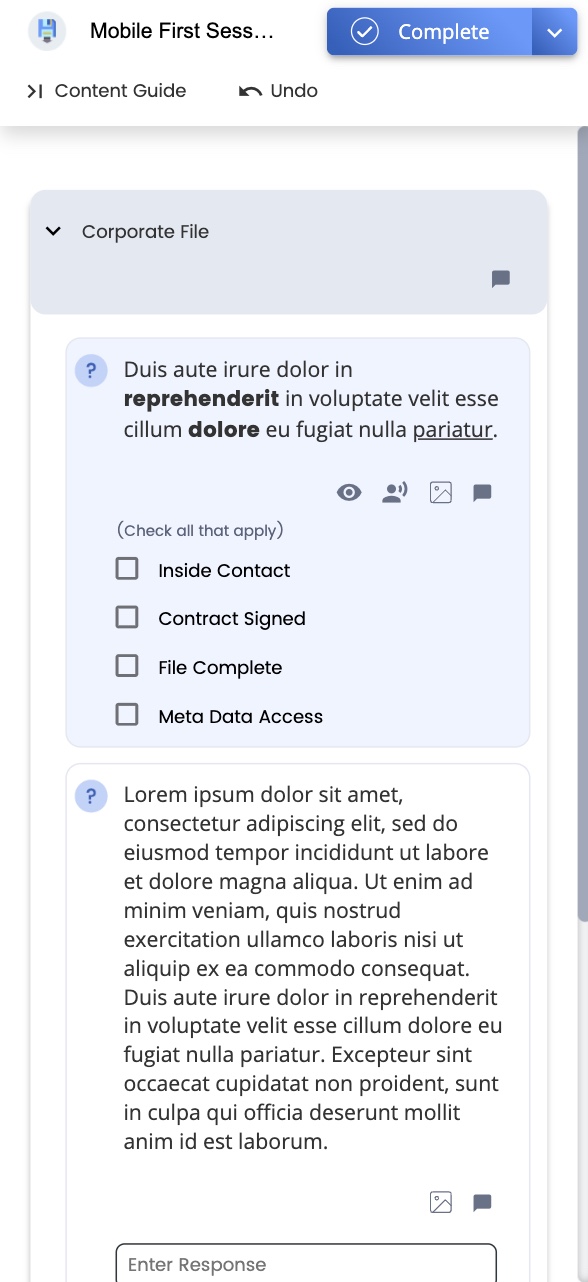 Mobile First Sess...
Complete
Content Guide
Undo
Corporate File
?
Duis aute irure dolor in
reprehenderit in voluptate velit esse
cillum dolore eu fugiat nulla pariatur.
(Check all that apply)
Inside Contact
Contract Signed
File Complete
Meta Data Access
?
Lorem ipsum dolor sit amet,
consectetur adipiscing elit, sed do
eiusmod tempor incididunt ut labore
et dolore magna aliqua. Ut enim ad
minim veniam, quis nostrud
exercitation ullamco laboris nisi ut
aliquip ex ea commodo consequat.
Duis aute irure dolor in reprehenderit
in voluptate velit esse cillum dolore eu
fugiat nulla pariatur. Excepteur sint
occaecat cupidatat non proident, sunt
in culpa qui officia deserunt mollit
anim id est laborum.
Enter Response